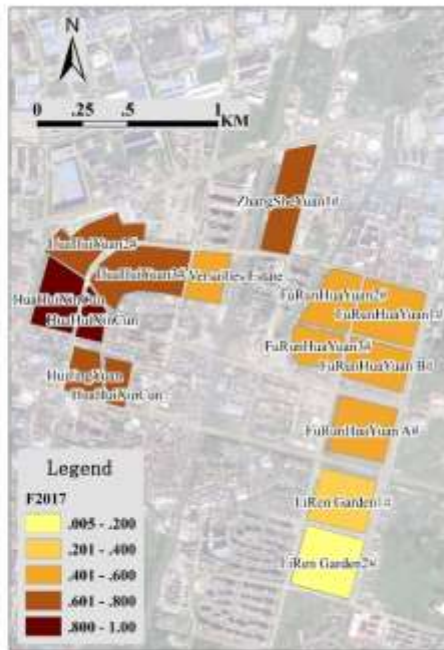 N
0 .25 .5 1
KM
ZhangSheYuan1#
HuaHuiYuan2#
HuaHuiYuan3#
Versailles Estate
HuaHuiXinCun
HuaHuiXinCun
FuRunHuaYuan2#
FuRunHuaYuan1#
FuRunHuaYuan3#
FuRunHuaYuan B#
HuaHuiXinCun
FuRunHuaYuan A#
Legend
F2017
.005 - .200
.201 - .400
.401 - .600
.601 - .800
.800 - 1.00
LiRen Garden1#
LiRen Garden2#